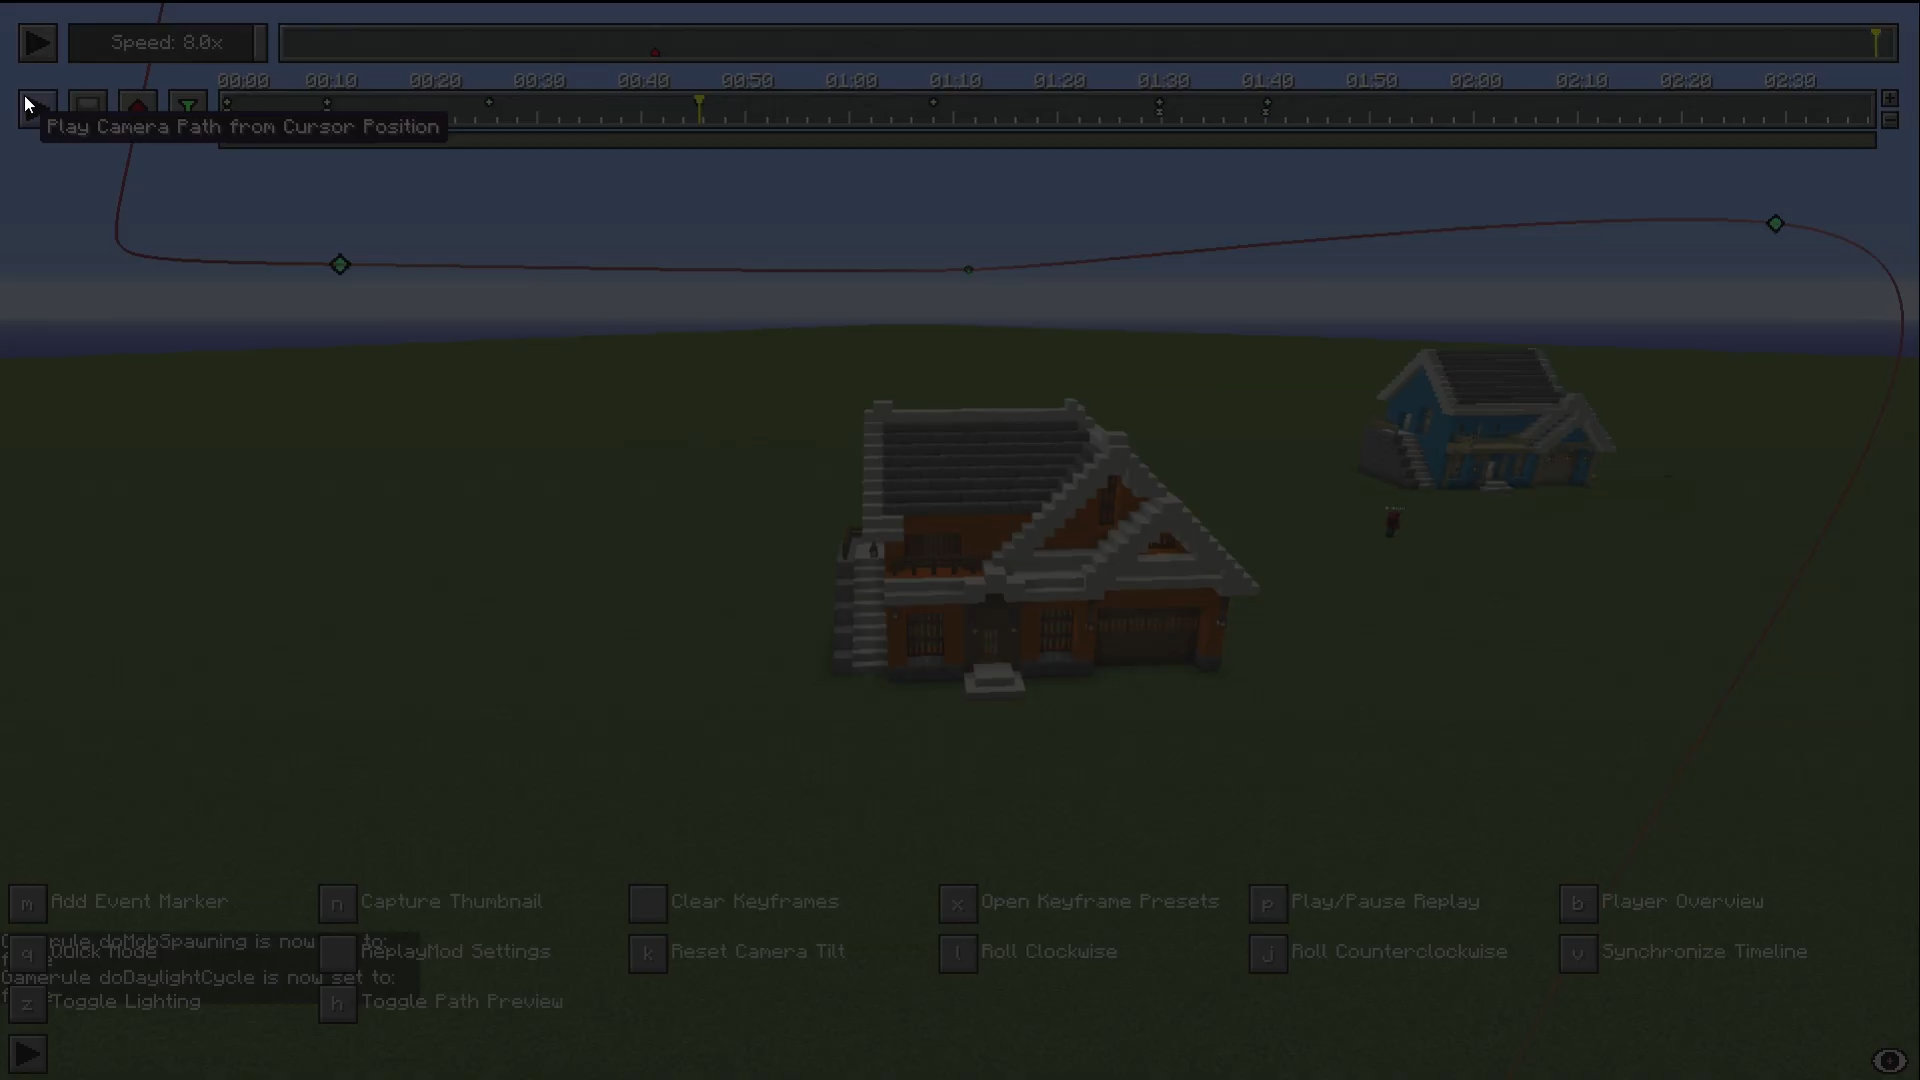 Speed: 8.0x
00:00 00:10 00:20 00:30 00:40 00:50 01:00 01:10 01:20 01:30 01:40 01:50 02:00 02:10 02:20 02:30
Play Camera Path from Cursor Position
m Add Event Marker
n Capture Thumbnail
Clear Keyframes
x Open Keyframe Presets
p Play/Pause Replay
b Player Overview
doMobSpawning is now to:
q Quick Mode
ReplayMod Settings
k Reset Camera Tilt
l Roll Clockwise
j Roll Counterclockwise
v Synchronize Timeline
Gamerule doDaylightCycle is now set to:
z Toggle Lighting
h Toggle Path Preview